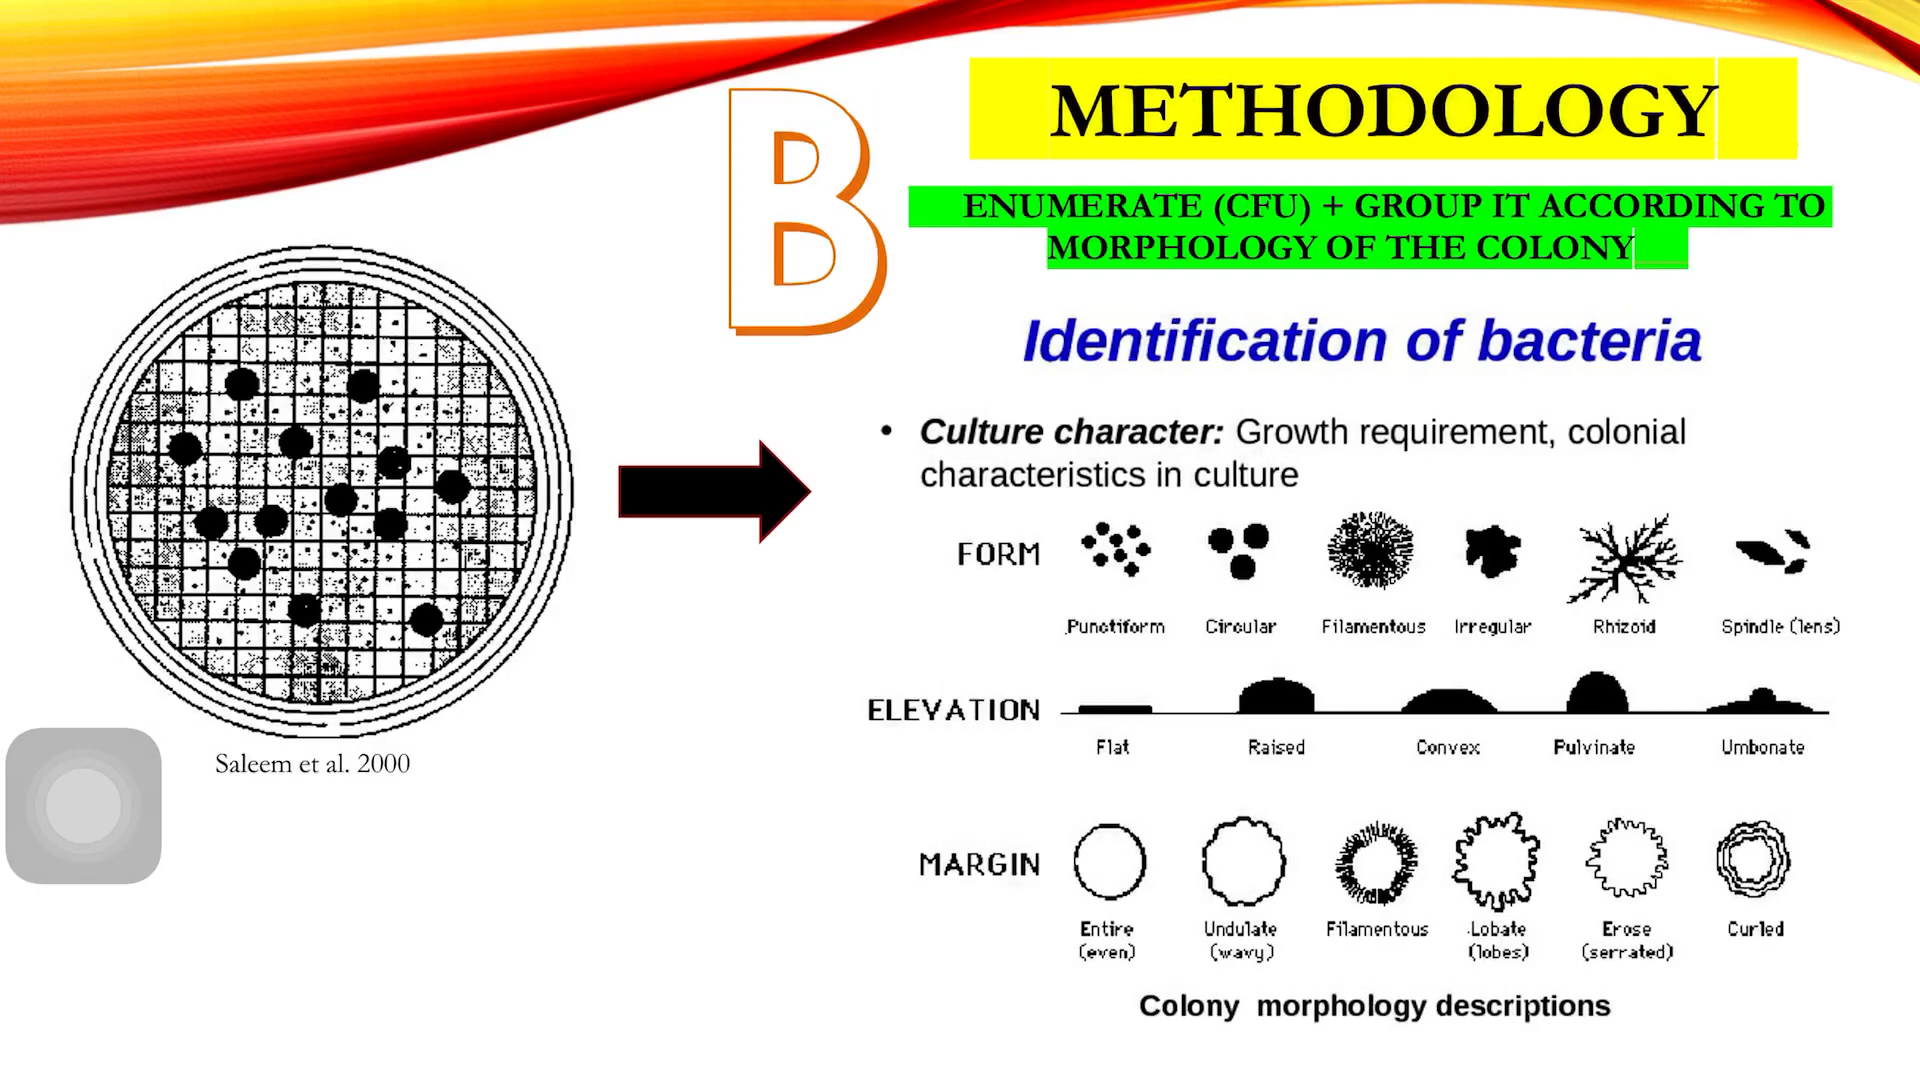 B
METHODOLOGY
ENUMERATE (CFU) + GROUP IT ACCORDING TO
MORPHOLOGY OF THE COLONY
Identification of bacteria
• Culture character: Growth requirement, colonial
characteristics in culture
FORM
Punctiform Circular Filamentous Irregular Rhizoid Spindle (lens)
ELEVATION
Flat Raised Convex Pulvinate Umbonate
MARGIN
Entire Undulate Filamentous Lobate Erose Curled
(even) (wavy) (lobes) (serrated)
Colony morphology descriptions
Saleem et al. 2000